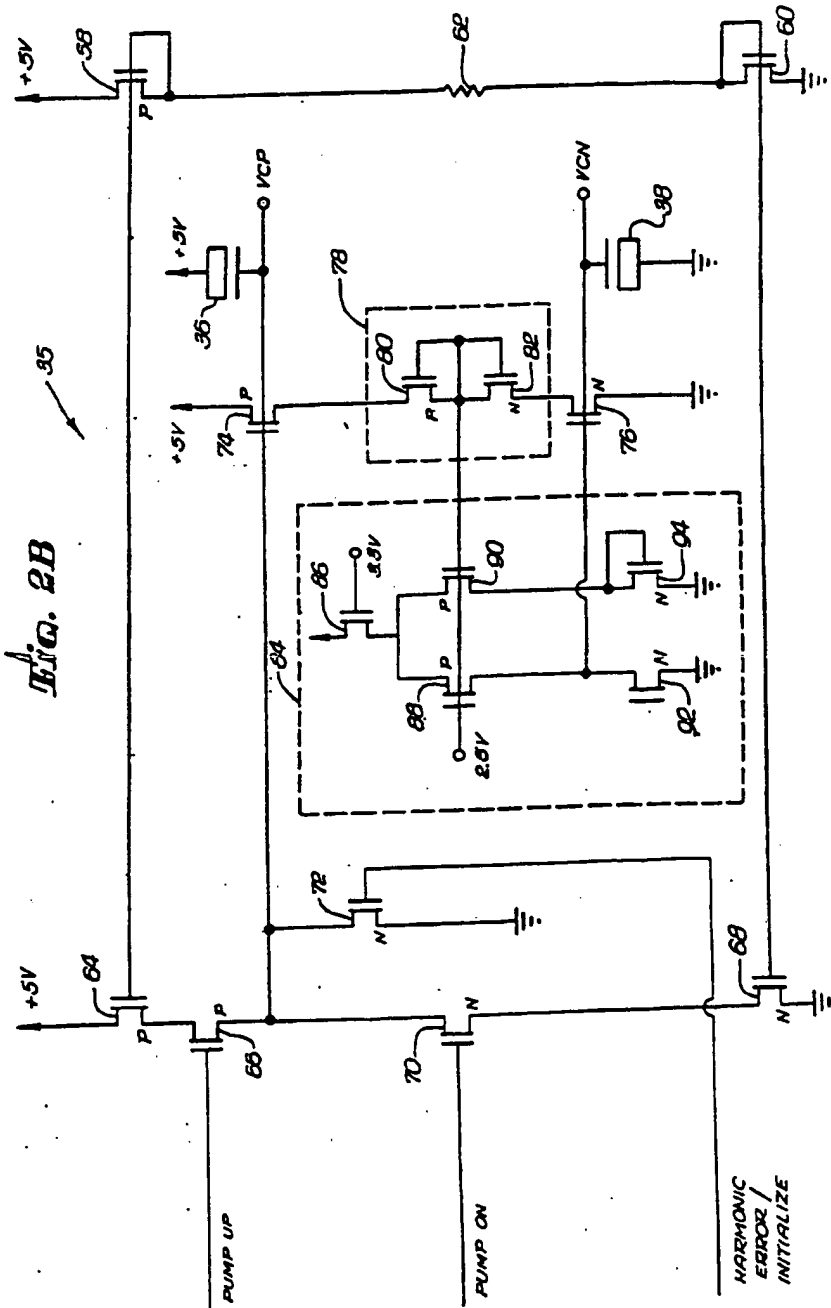 Fig. 2B
35
+5V
64
P
66
P
PUMP UP
70
N
PUMP ON
68
N
72
N
HARMONIC
ERROR /
INITIALIZE
84
86
3.5V
88
P
P
90
2.5V
92
N
N
94
+5V
74
P
36
+5V
VCP
78
80
P
82
N
76
N
VCN
38
+5V
58
P
62
60